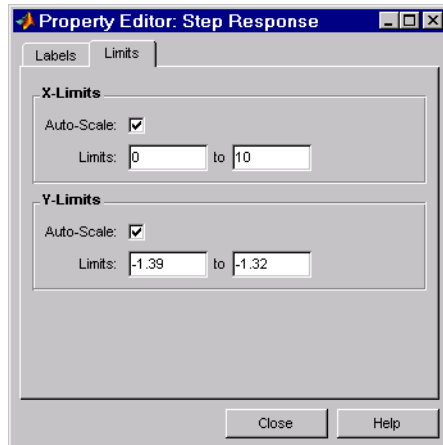 Property Editor: Step Response
Labels Limits
X-Limits
Auto-Scale:
Limits: 0 to 10
Y-Limits
Auto-Scale:
Limits: -1.39 to -1.32
Close Help